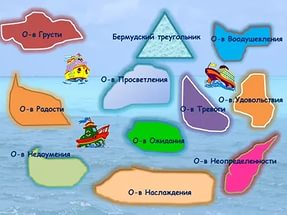 О-в Грусти
Бермудский треугольник
О-в Воодушевления
О-в Просветления
О-в Радости
О-в Тревоги
О-в Удовольствия
О-в Ожидания
О-в Недоумения
О-в Неопределенности
О-в Наслаждения